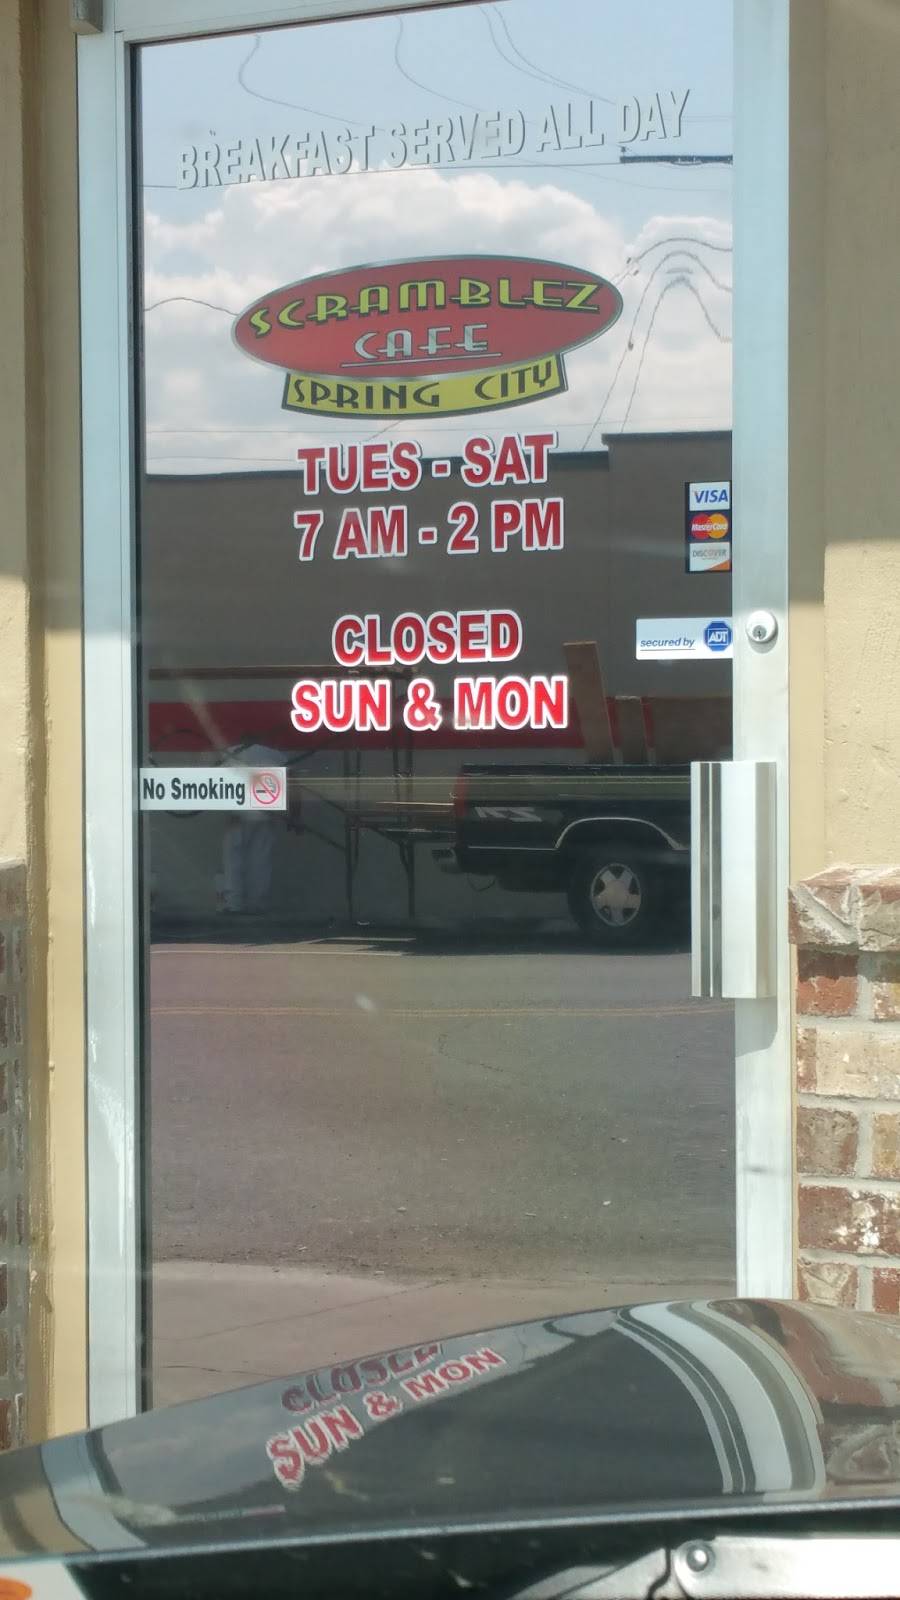 BREAKFAST SERVED ALL DAY
SCRAMBLEZ
CAFE
SPRING CITY
TUES - SAT
7 AM - 2 PM
VISA
MasterCard
DISCOVER
CLOSED
secured by ADT
SUN & MON
No Smoking
CLOSED
SUN & MON